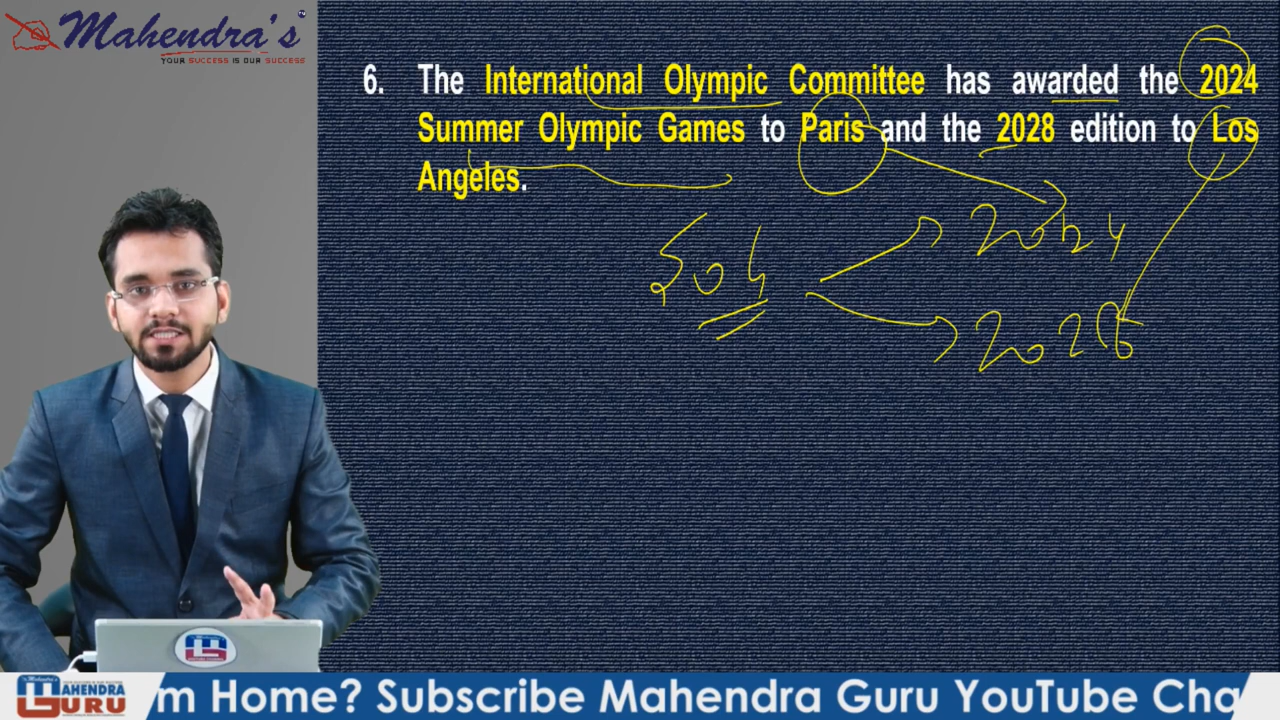 Mahendra's
YOUR SUCCESS IS OUR SUCCESS
6. The International Olympic Committee has awarded the 2024
Summer Olympic Games to Paris and the 2028 edition to Los
Angeles.
2024
MAHENDRA
GURU
m Home? Subscribe Mahendra Guru YouTube Cha